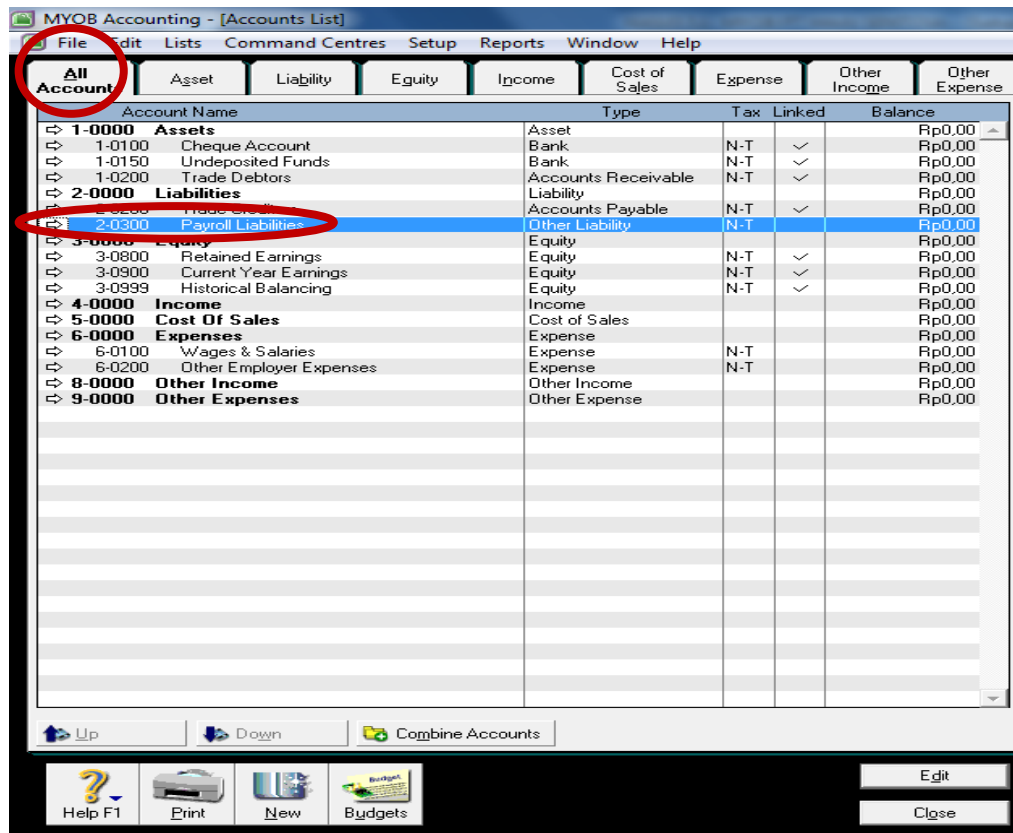 MYOB Accounting - [Accounts List]
File Edit Lists Command Centres Setup Reports Window Help
All Accounts Asset Liability Equity Income Cost of Sales Expense Other Income Other Expense
Account Name Type Tax Linked Balance
1-0000 Assets Asset Rp0,00
1-0100 Cheque Account Bank N-T Rp0,00
1-0150 Undeposited Funds Bank N-T Rp0,00
1-0200 Trade Debtors Accounts Receivable N-T Rp0,00
2-0000 Liabilities Liability Rp0,00
2-0200 Trade Creditors Accounts Payable N-T Rp0,00
2-0300 Payroll Liabilities Other Liability N-T Rp0,00
3-0000 Equity Equity Rp0,00
3-0800 Retained Earnings Equity N-T Rp0,00
3-0900 Current Year Earnings Equity N-T Rp0,00
3-0999 Historical Balancing Equity N-T Rp0,00
4-0000 Income Income Rp0,00
5-0000 Cost Of Sales Cost of Sales Rp0,00
6-0000 Expenses Expense Rp0,00
6-0100 Wages & Salaries Expense N-T Rp0,00
6-0200 Other Employer Expenses Expense N-T Rp0,00
8-0000 Other Income Other Income Rp0,00
9-0000 Other Expenses Other Expense Rp0,00
Up Down Combine Accounts
Budget
Edit
Help F1 Print New Budgets Close